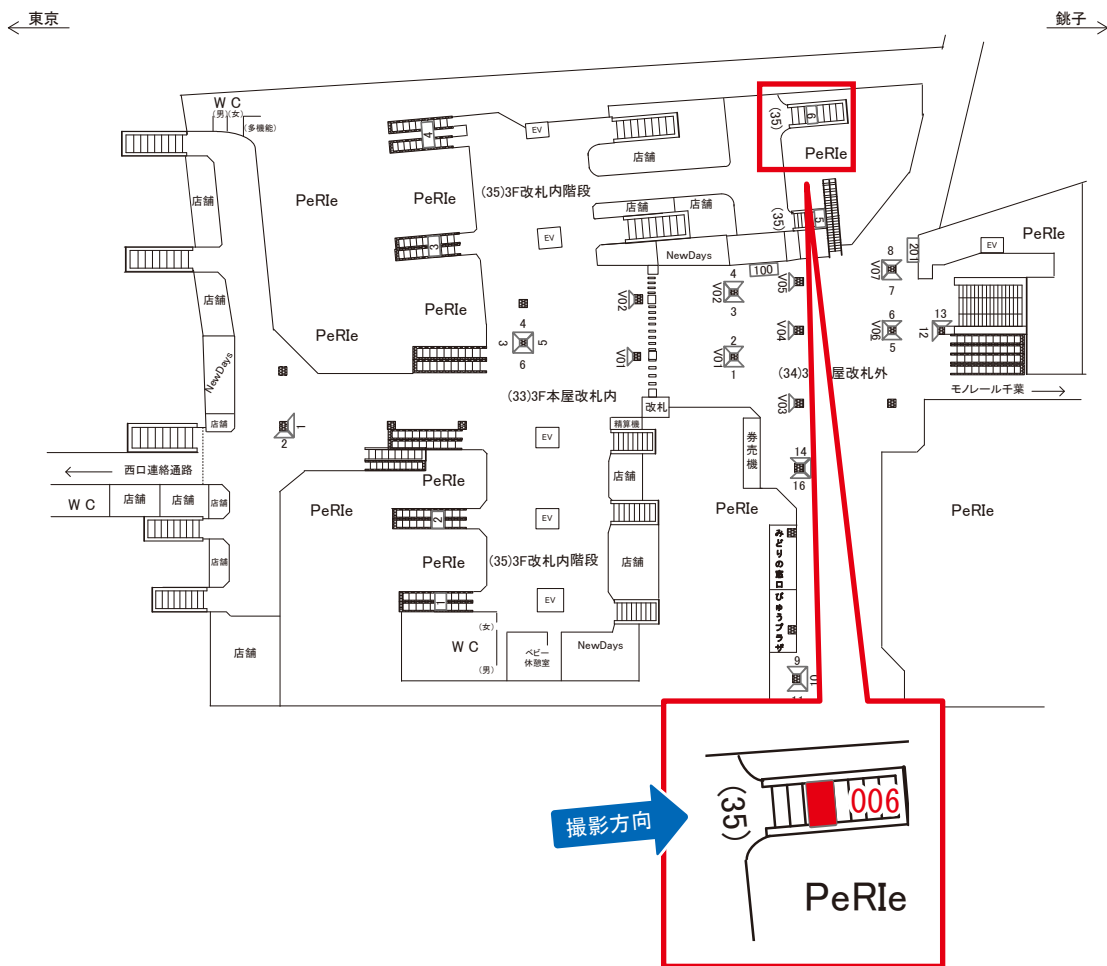 東京
銚子
WC
(男)(女)
(多機能)
EV
4
6
(35)
店舗
PeRIe
店舗
PeRIe
PeRIe
(35)3F改札内階段
店舗
店舗
5
(35)
PeRIe
3
EV
NewDays
100
8
V07
7
201
EV
店舗
PeRIe
V02
4
V02
3
V05
PeRIe
4
3
5
6
V01
2
V01
1
V04
6
V06
5
13
12
NewDays
(34)3
屋改札外
モノレール千葉
(33)3F本屋改札内
改札
V03
店舗
1
2
精算機
EV
券売機
西口連絡通路
店舗
14
16
PeRIe
WC
店舗
店舗
店舗
PeRIe
2
EV
PeRIe
PeRIe
みどりの窓口
店舗
PeRIe
(35)3F改札内階段
店舗
1
EV
びゅうプラザ
店舗
WC
(女)
(男)
ベビー
休憩室
NewDays
9
10
撮影方向
(35)
006
PeRIe